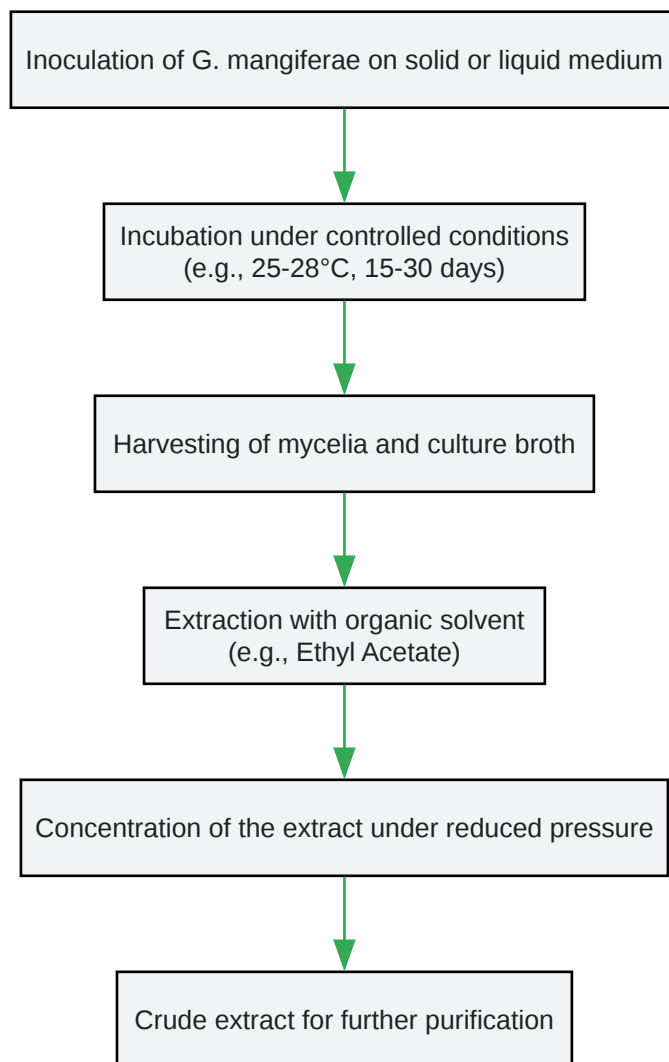 Inoculation of G. mangiferae on solid or liquid medium
Incubation under controlled conditions
(e.g., 25-28°C, 15-30 days)
Harvesting of mycelia and culture broth
Extraction with organic solvent
(e.g., Ethyl Acetate)
Concentration of the extract under reduced pressure
Crude extract for further purification